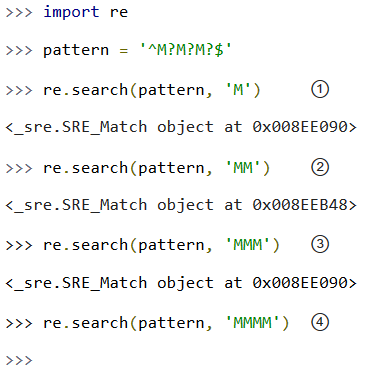 >>> import re
>>> pattern = '^M?M?M?$'
>>> re.search(pattern, 'M') ①
<_sre.SRE_Match object at 0x008EE090>
>>> re.search(pattern, 'MM') ②
<_sre.SRE_Match object at 0x008EEB48>
>>> re.search(pattern, 'MMM') ③
<_sre.SRE_Match object at 0x008EE090>
>>> re.search(pattern, 'MMMM') ④
>>>